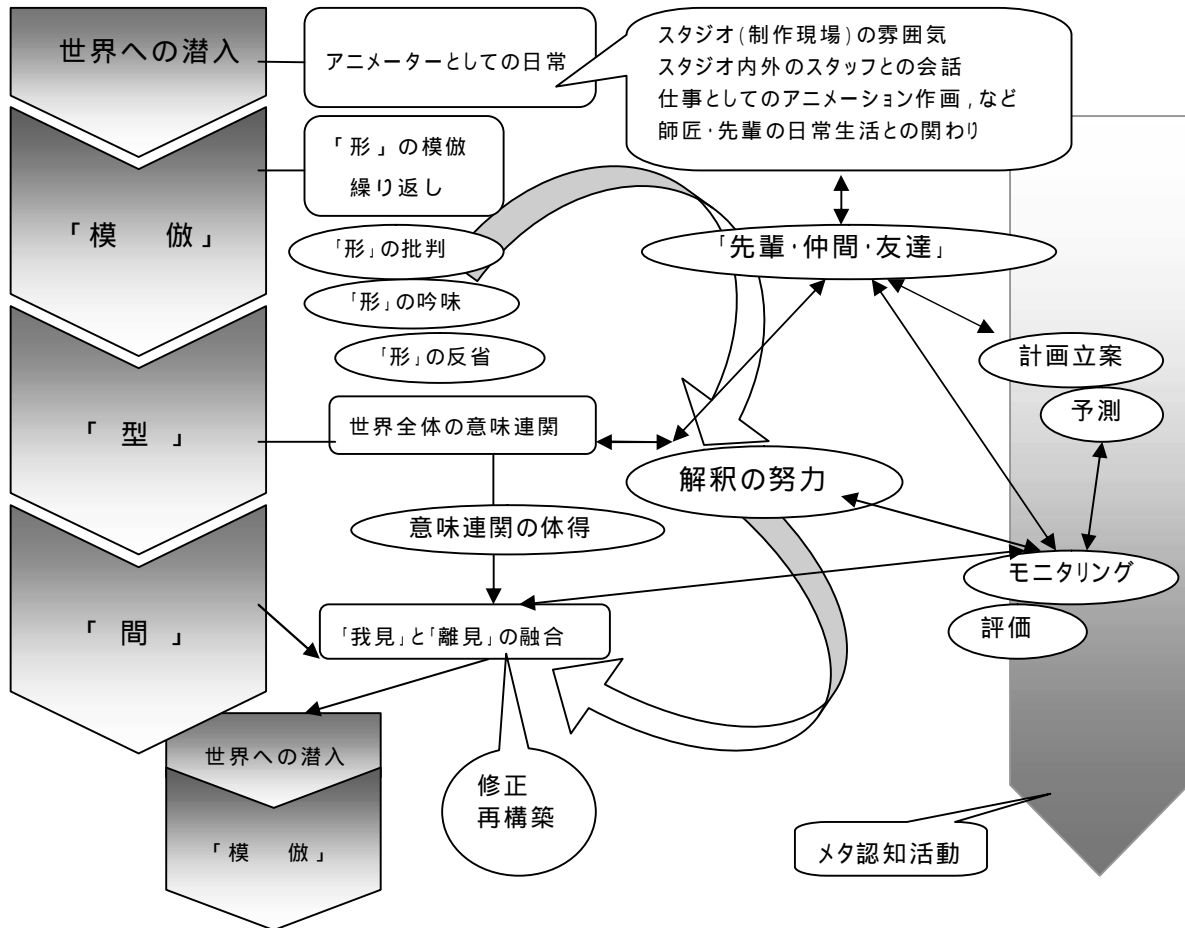 世界への潜入
アニメーターとしての日常
スタジオ(制作現場)の雰囲気
スタジオ内外のスタッフとの会話
仕事としてのアニメーション作画,など
師匠・先輩の日常生活との関わり
「形」の模倣
繰り返し
「模 倣」
「形」の批判
「形」の吟味
「形」の反省
「先輩・仲間・友達」
計画立案
予測
「型」
世界全体の意味連関
解釈の努力
意味連関の体得
モニタリング
評価
「間」
「我見」と「離見」の融合
世界への潜入
「模 倣」
修正
再構築
メタ認知活動